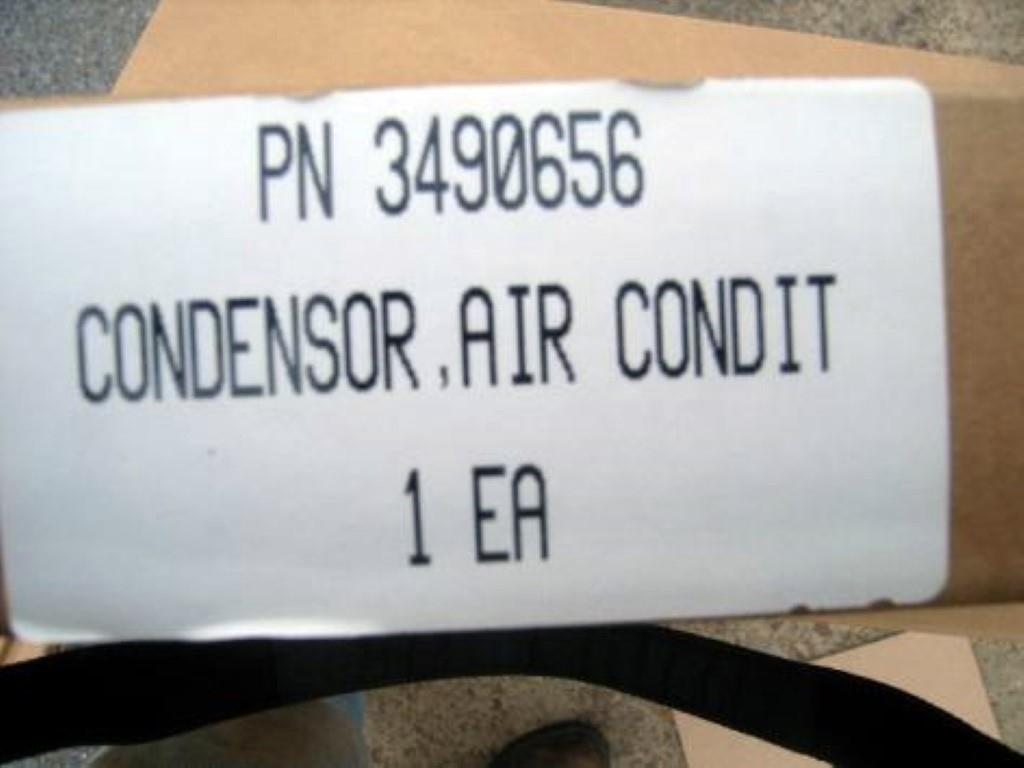 PN 3490656
CONDENSOR,AIR CONDIT
1 EA